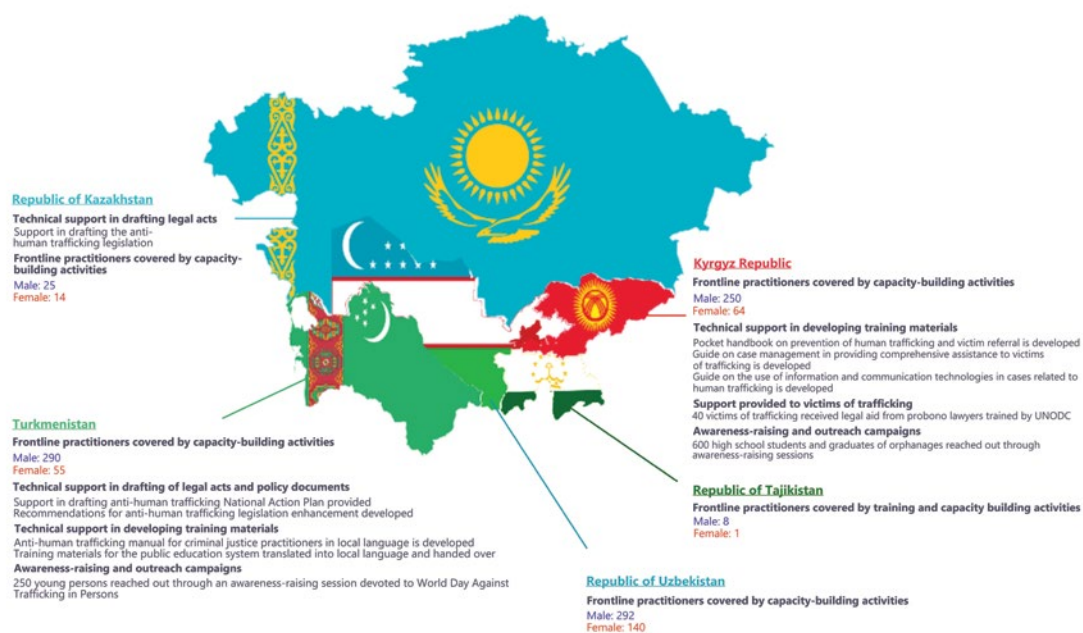 Republic of Kazakhstan
Technical support in drafting legal acts
Support in drafting the anti-
human trafficking legislation
Frontline practitioners covered by capacity-
building activities
Male: 25
Female: 14
Turkmenistan
Frontline practitioners covered by capacity-building activities
Male: 290
Female: 55
Technical support in drafting of legal acts and policy documents
Support in drafting anti-human trafficking National Action Plan provided
Recommendations for anti-human trafficking legislation enhancement developed
Technical support in developing training materials
Anti-human trafficking manual for criminal justice practitioners in local language is developed
Training materials for the public education system translated into local language and handed over
Awareness-raising and outreach campaigns
250 young persons reached out through an awareness-raising session devoted to World Day Against
Trafficking in Persons
Kyrgyz Republic
Frontline practitioners covered by capacity-building activities
Male: 250
Female: 64
Technical support in developing training materials
Pocket handbook on prevention of human trafficking and victim referral is developed
Guide on case management in providing comprehensive assistance to victims
of trafficking is developed
Guide on the use of information and communication technologies in cases related to
human trafficking is developed
Support provided to victims of trafficking
40 victims of trafficking received legal aid from probono lawyers trained by UNODC
Awareness-raising and outreach campaigns
600 high school students and graduates of orphanages reached out through
awareness-raising sessions
Republic of Tajikistan
Frontline practitioners covered by training and capacity building activities
Male: 8
Female: 1
Republic of Uzbekistan
Frontline practitioners covered by capacity-building activities
Male: 292
Female: 140